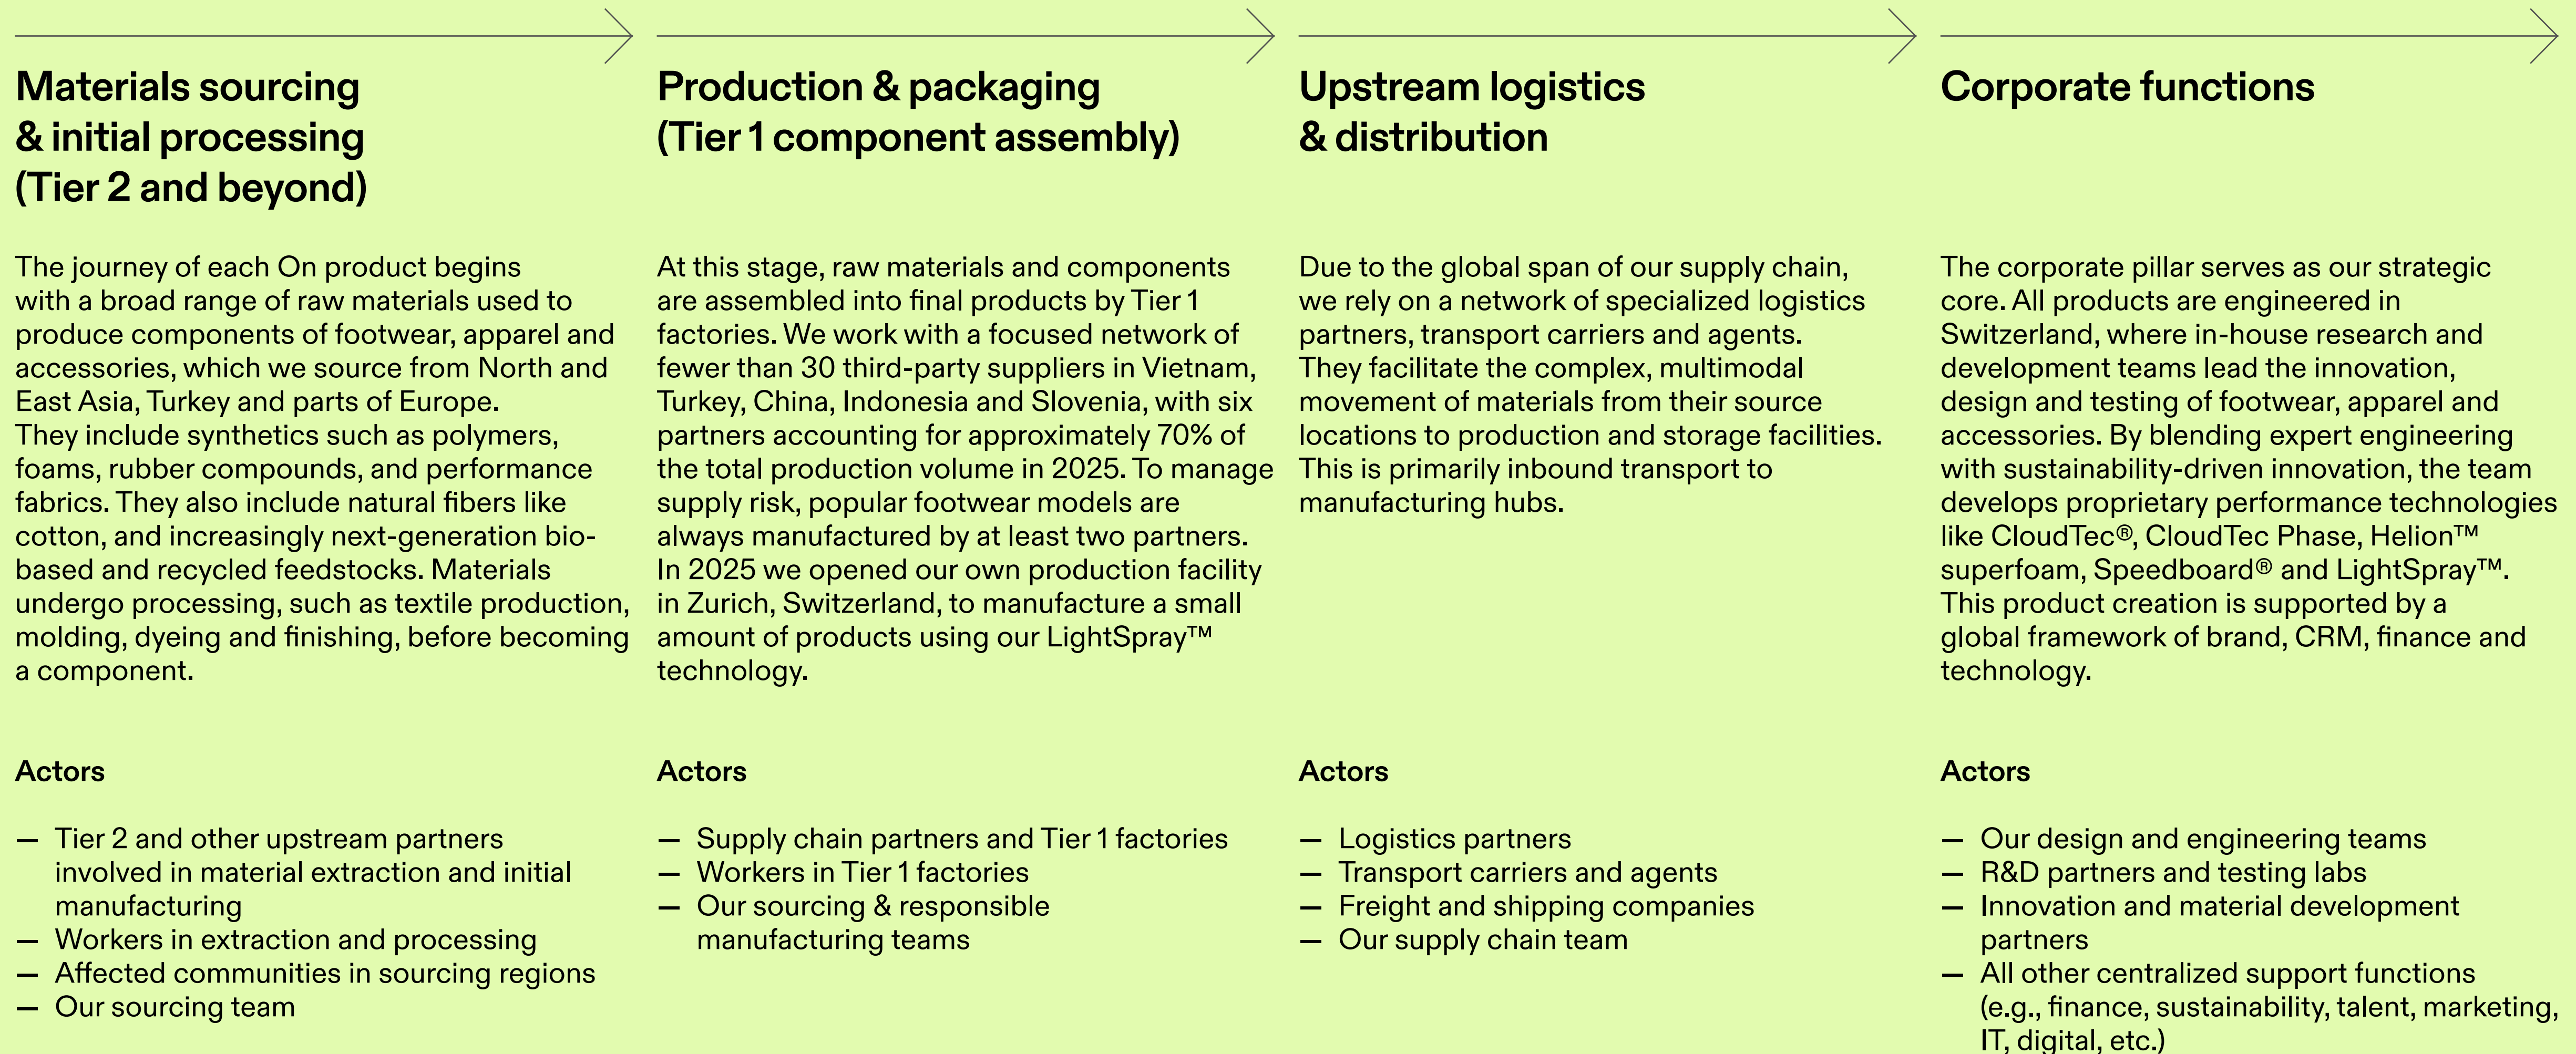 Materials sourcing
& initial processing
(Tier 2 and beyond)
The journey of each On product begins
with a broad range of raw materials used to
produce components of footwear, apparel and
accessories, which we source from North and
East Asia, Turkey and parts of Europe.
They include synthetics such as polymers,
foams, rubber compounds, and performance
fabrics. They also include natural fibers like
cotton, and increasingly next-generation bio-
based and recycled feedstocks. Materials
undergo processing, such as textile production,
molding, dyeing and finishing, before becoming
a component.
Actors
— Tier 2 and other upstream partners
involved in material extraction and initial
manufacturing
— Workers in extraction and processing
— Affected communities in sourcing regions
— Our sourcing team
Production & packaging
(Tier 1 component assembly)
At this stage, raw materials and components
are assembled into final products by Tier 1
factories. We work with a focused network of
fewer than 30 third-party suppliers in Vietnam,
Turkey, China, Indonesia and Slovenia, with six
partners accounting for approximately 70% of
the total production volume in 2025. To manage
supply risk, popular footwear models are
always manufactured by at least two partners.
In 2025 we opened our own production facility
in Zurich, Switzerland, to manufacture a small
amount of products using our LightSpray™
technology.
Actors
— Supply chain partners and Tier 1 factories
— Workers in Tier 1 factories
— Our sourcing & responsible
manufacturing teams
Upstream logistics
& distribution
Due to the global span of our supply chain,
we rely on a network of specialized logistics
partners, transport carriers and agents.
They facilitate the complex, multimodal
movement of materials from their source
locations to production and storage facilities.
This is primarily inbound transport to
manufacturing hubs.
Actors
— Logistics partners
— Transport carriers and agents
— Freight and shipping companies
— Our supply chain team
Corporate functions
The corporate pillar serves as our strategic
core. All products are engineered in
Switzerland, where in-house research and
development teams lead the innovation,
design and testing of footwear, apparel and
accessories. By blending expert engineering
with sustainability-driven innovation, the team
develops proprietary performance technologies
like CloudTec®, CloudTec Phase, Helion™
superfoam, Speedboard® and LightSpray™.
This product creation is supported by a
global framework of brand, CRM, finance and
technology.
Actors
— Our design and engineering teams
— R&D partners and testing labs
— Innovation and material development
partners
— All other centralized support functions
(e.g., finance, sustainability, talent, marketing,
IT, digital, etc.)